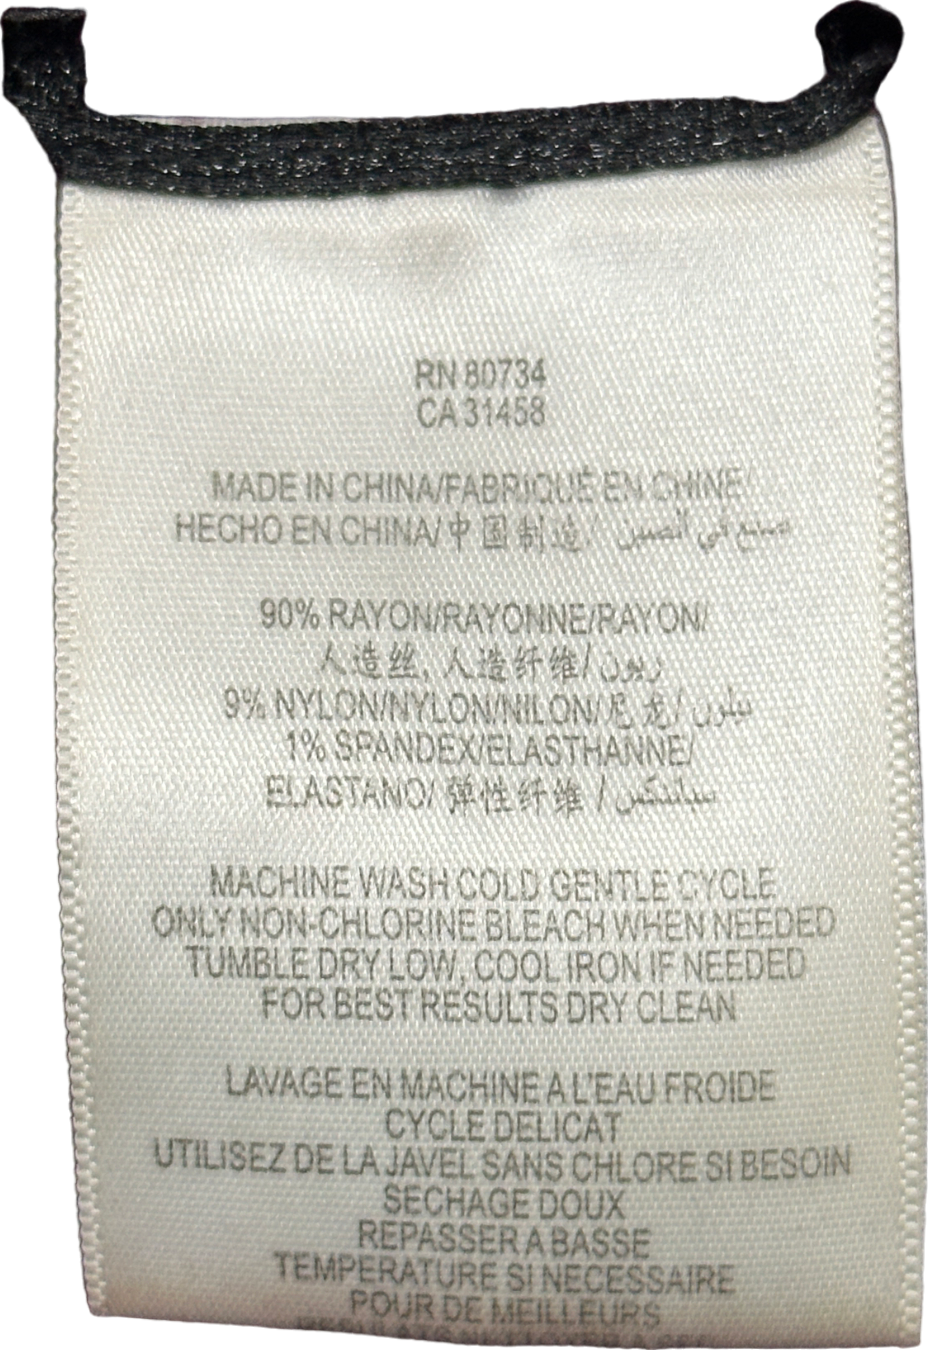 RN 80734
CA 31458
MADE IN CHINA/FABRIQUÉ EN CHINE/
HECHO EN CHINA/中国制造/ صنع في الصين
90% RAYON/RAYONNE/RAYON/
人造丝, 人造纤维/ريون
9% NYLON/NYLON/NILON/尼龙/نيلون
1% SPANDEX/ELASTHANNE/
ELASTANO/ 弹性纤维 /سباندكس
MACHINE WASH COLD GENTLE CYCLE
ONLY NON-CHLORINE BLEACH WHEN NEEDED
TUMBLE DRY LOW, COOL IRON IF NEEDED
FOR BEST RESULTS DRY CLEAN
LAVAGE EN MACHINE A L'EAU FROIDE
CYCLE DELICAT
UTILISEZ DE LA JAVEL SANS CHLORE SI BESOIN
SECHAGE DOUX
REPASSER A BASSE
TEMPERATURE SI NECESSAIRE
POUR DE MEILLEURS